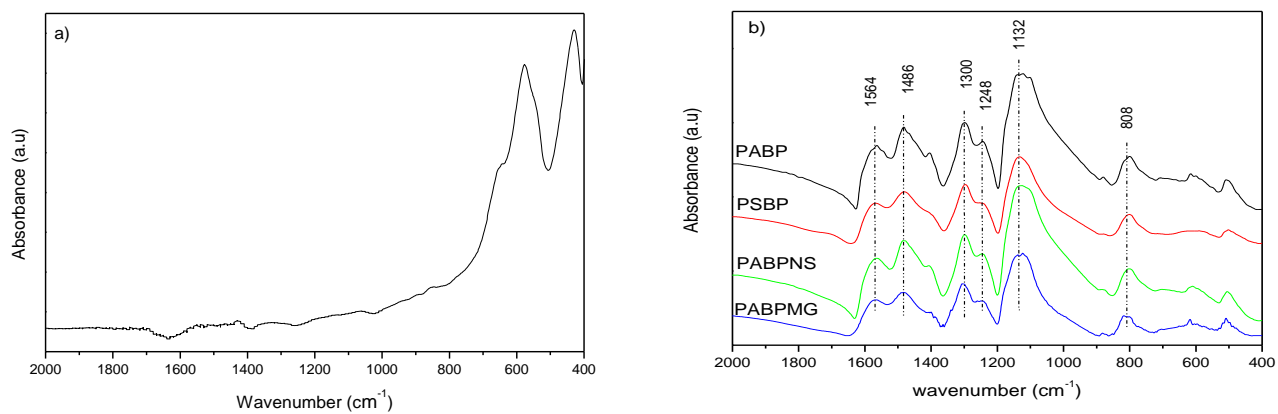 a)
Absorbance (a.u)
2000 1800 1600 1400 1200 1000 800 600 400
Wavenumber (cm⁻¹)
b)
Absorbance (a.u)
1564
1486
1300
1248
1132
808
PABP
PSBP
PABPNS
PABPMG
2000 1800 1600 1400 1200 1000 800 600 400
wavenumber (cm⁻¹)